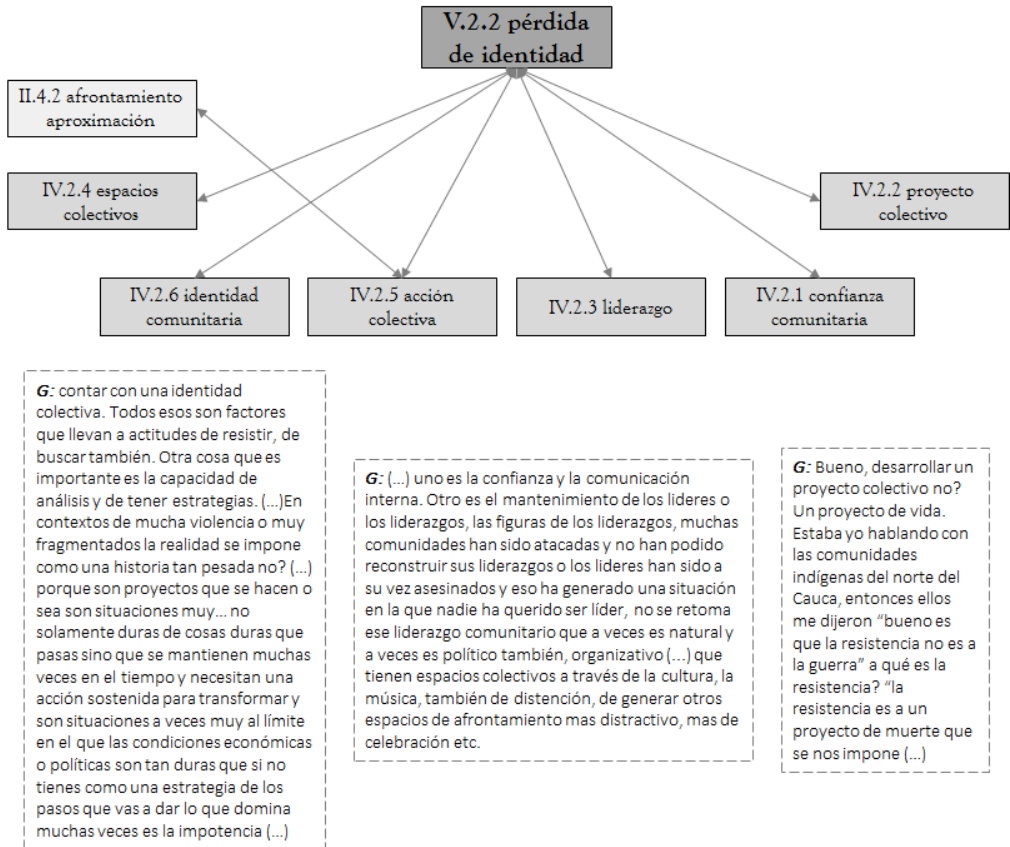 V.2.2 pérdida
de identidad
II.4.2 afrontamiento
aproximación
IV.2.4 espacios
colectivos
IV.2.2 proyecto
colectivo
IV.2.6 identidad
comunitaria
IV.2.5 acción
colectiva
IV.2.3 liderazgo
IV.2.1 confianza
comunitaria
G: contar con una identidad
colectiva. Todos esos son factores
que llevan a actitudes de resistir, de
buscar también. Otra cosa que es
importante es la capacidad de
análisis y de tener estrategias. (...)En
contextos de mucha violencia o muy
fragmentados la realidad se impone
como una historia tan pesada no? (...)
porque son proyectos que se hacen o
sea son situaciones muy... no
solamente duras de cosas duras que
pasas sino que se mantienen muchas
veces en el tiempo y necesitan una
acción sostenida para transformar y
son situaciones a veces muy al límite
en el que las condiciones económicas
o políticas son tan duras que si no
tienes como una estrategia de los
pasos que vas a dar lo que domina
muchas veces es la impotencia (...)
G: (...) uno es la confianza y la comunicación
interna. Otro es el mantenimiento de los lideres o
los liderazgos, las figuras de los liderazgos, muchas
comunidades han sido atacadas y no han podido
reconstruir sus liderazgos o los lideres han sido a
su vez asesinados y eso ha generado una situación
en la que nadie ha querido ser líder, no se retoma
ese liderazgo comunitario que a veces es natural y
a veces es político también, organizativo (...) que
tienen espacios colectivos a través de la cultura, la
música, también de distención, de generar otros
espacios de afrontamiento mas distractivo, mas de
celebración etc.
G: Bueno, desarrollar un
proyecto colectivo no?
Un proyecto de vida.
Estaba yo hablando con
las comunidades
indígenas del norte del
Cauca, entonces ellos
me dijeron “bueno es
que la resistencia no es a
la guerra” a qué es la
resistencia? “la
resistencia es a un
proyecto de muerte que
se nos impone (...)